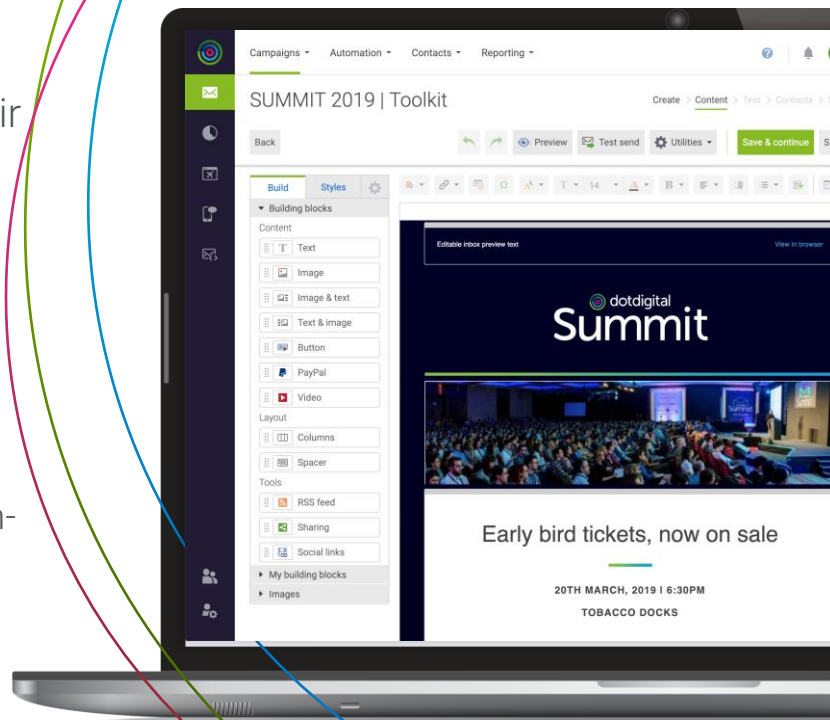 ir
n-
Campaigns Automation Contacts Reporting
SUMMIT 2019 | Toolkit
Create > Content > Test > Contacts >
Back Preview Test send Utilities Save & continue S
Build Styles
T 14 A B
Building blocks
Content
T Text
Image
Image & text
Text & image
Button
PayPal
Video
Layout
Columns
Spacer
Tools
RSS feed
Sharing
Social links
My building blocks
Images
Editable inbox preview text View in browser
dotdigital
Summit
Summit
Early bird tickets, now on sale
20TH MARCH, 2019 I 6:30PM
TOBACCO DOCKS